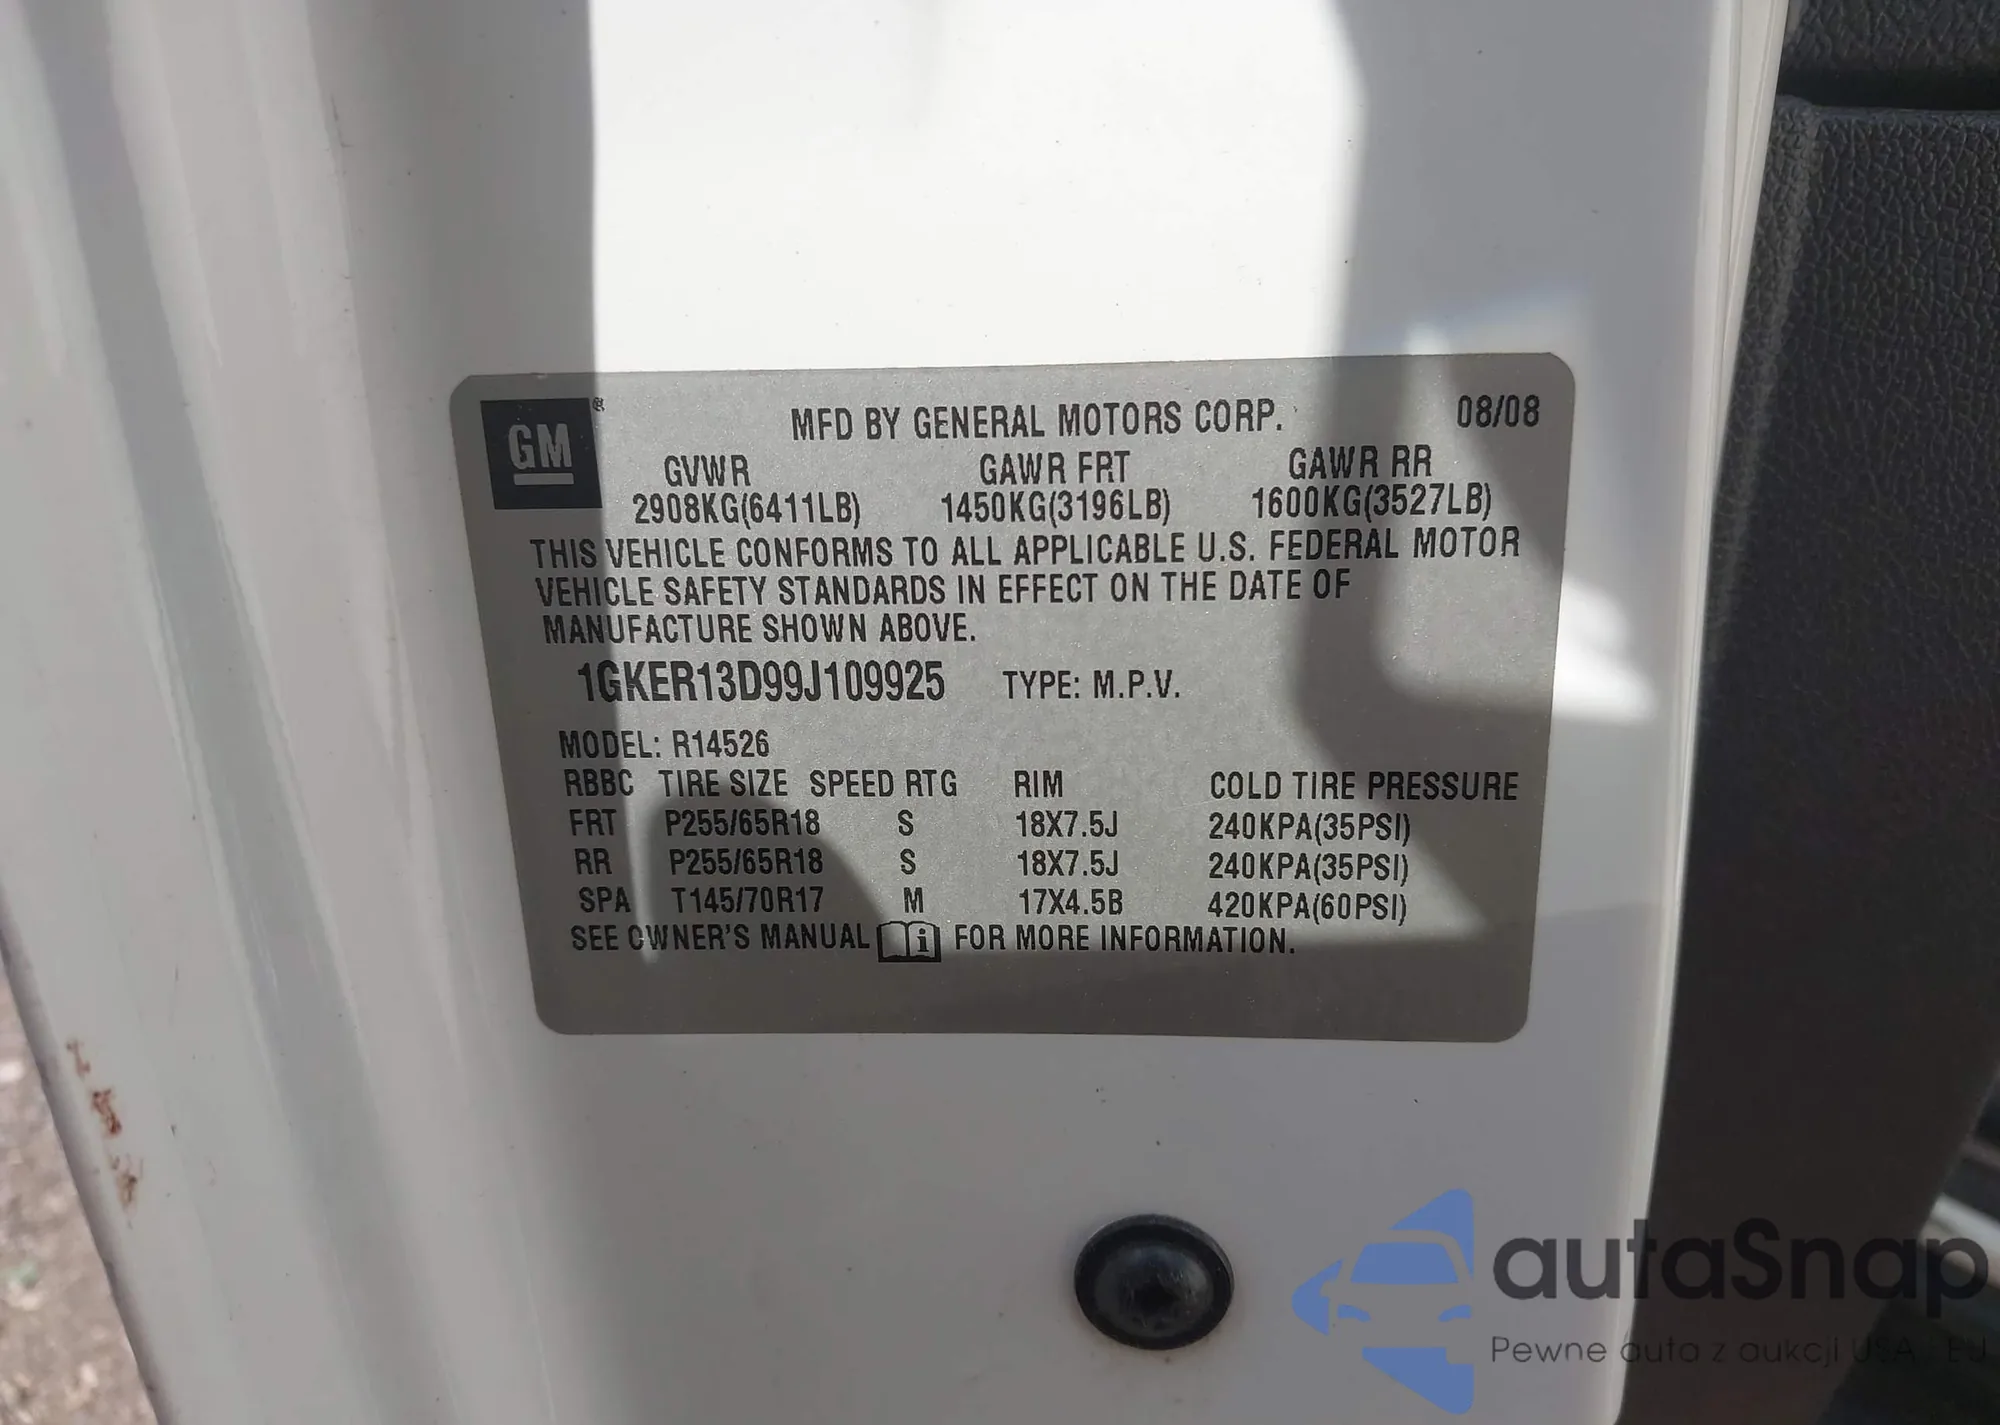 GM
MFD BY GENERAL MOTORS CORP. 08/08
GVWR GAWR FRT GAWR RR
2908KG(6411LB) 1450KG(3196LB) 1600KG(3527LB)
THIS VEHICLE CONFORMS TO ALL APPLICABLE U.S. FEDERAL MOTOR
VEHICLE SAFETY STANDARDS IN EFFECT ON THE DATE OF
MANUFACTURE SHOWN ABOVE.
1GKER13D99J109925 TYPE: M.P.V.
MODEL: R14526
RBBC TIRE SIZE SPEED RTG RIM COLD TIRE PRESSURE
FRT P255/65R18 S 18X7.5J 240KPA(35PSI)
RR P255/65R18 S 18X7.5J 240KPA(35PSI)
SPA T145/70R17 M 17X4.5B 420KPA(60PSI)
SEE OWNER'S MANUAL i FOR MORE INFORMATION.
autaSnap
Pewne auta z aukcji USA i EU